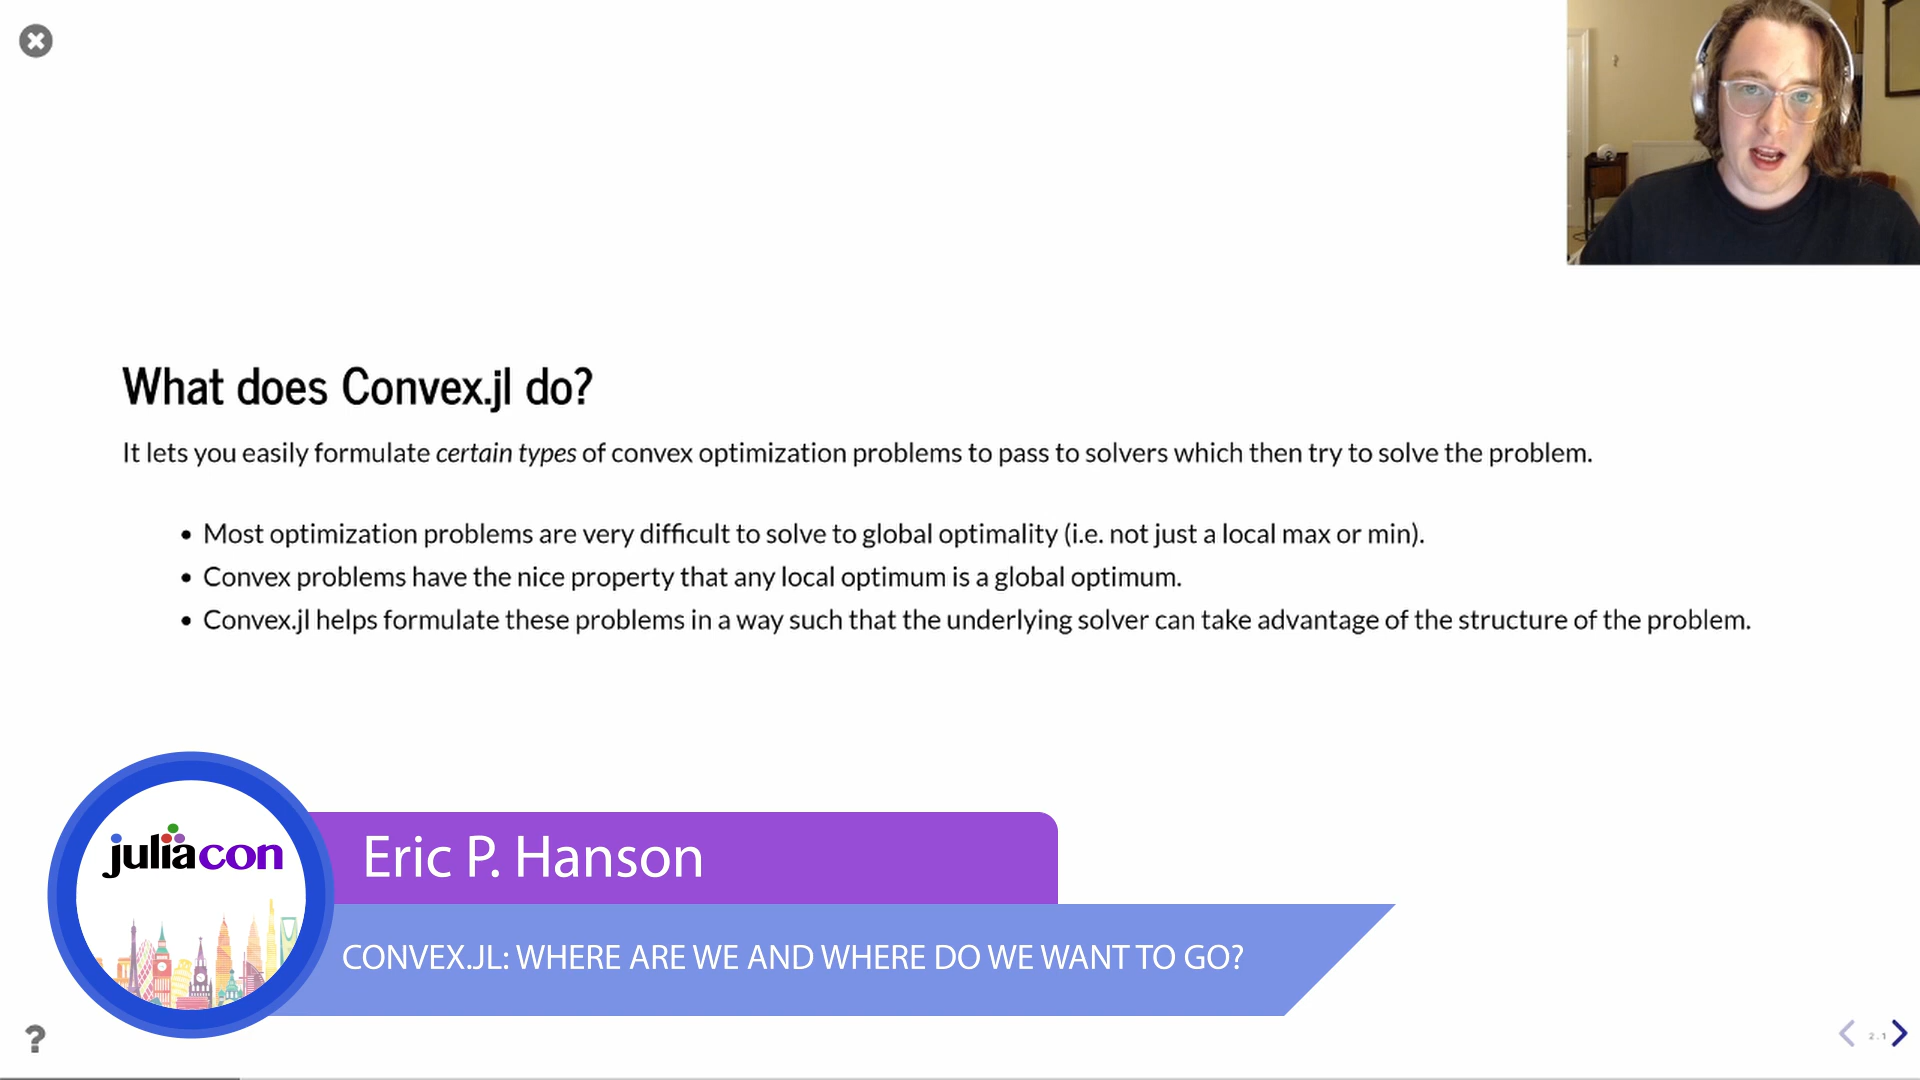 What does Convex.jl do?
It lets you easily formulate certain types of convex optimization problems to pass to solvers which then try to solve the problem.
• Most optimization problems are very difficult to solve to global optimality (i.e. not just a local max or min).
• Convex problems have the nice property that any local optimum is a global optimum.
• Convex.jl helps formulate these problems in a way such that the underlying solver can take advantage of the structure of the problem.
juliacon
Eric P. Hanson
CONVEX.JL: WHERE ARE WE AND WHERE DO WE WANT TO GO?
?
2.1